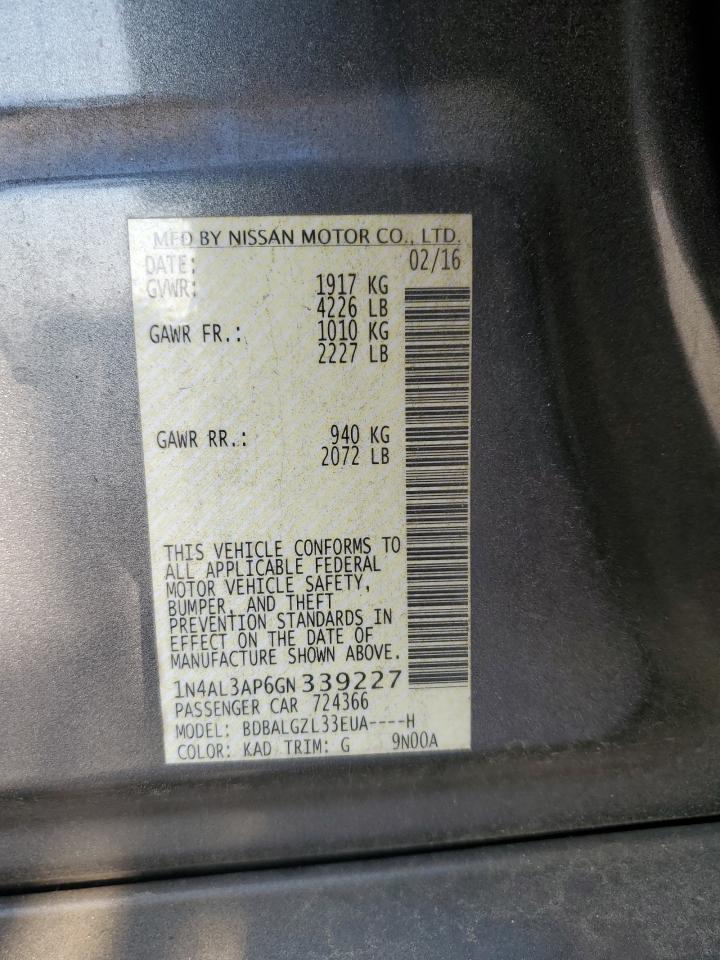 MFD BY NISSAN MOTOR CO., LTD.
DATE: 02/16
GVWR: 1917 KG
4226 LB
GAWR FR.: 1010 KG
2227 LB
GAWR RR.: 940 KG
2072 LB
THIS VEHICLE CONFORMS TO
ALL APPLICABLE FEDERAL
MOTOR VEHICLE SAFETY,
BUMPER, AND THEFT
PREVENTION STANDARDS IN
EFFECT ON THE DATE OF
MANUFACTURE SHOWN ABOVE.
1N4AL3AP6GN 339227
PASSENGER CAR 724366
MODEL: BDBALGZL33EUA----H
COLOR: KAD TRIM: G 9N00A